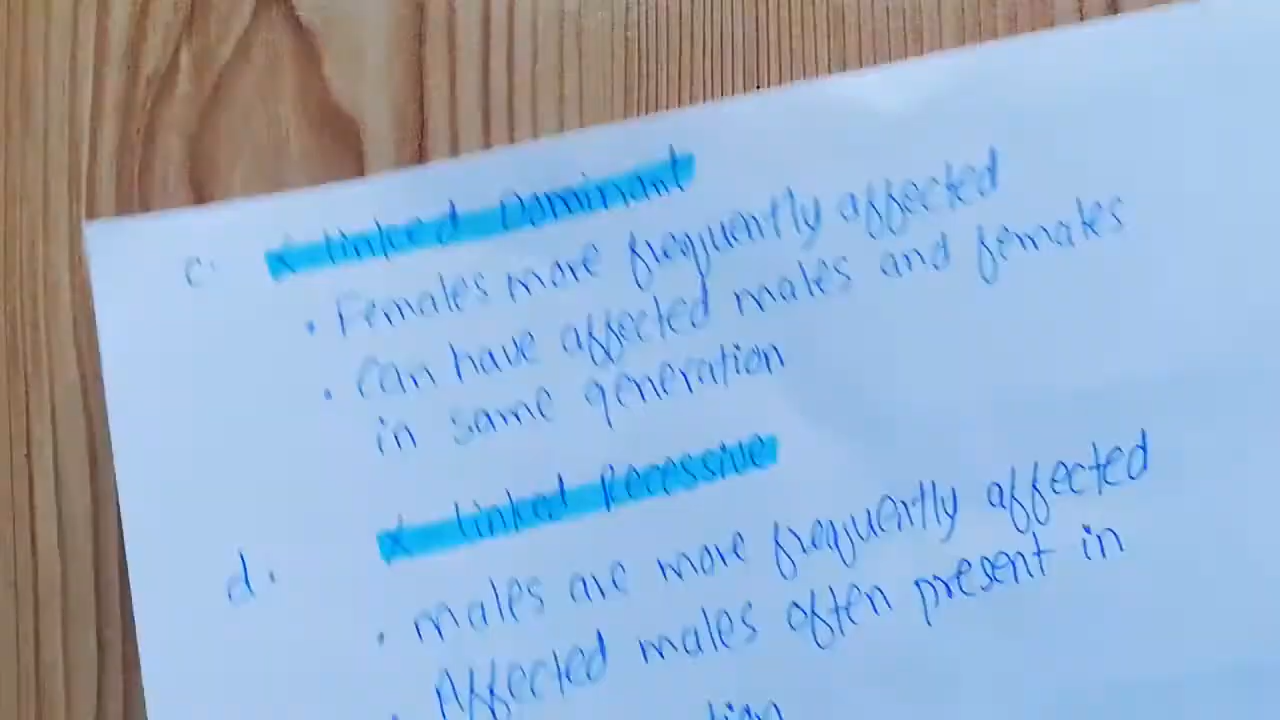 c. X-linked Dominant
• Females more frequently affected
• Can have affected males and females
in same generation
d. X-linked Recessive
• males are more frequently affected
• Affected males often present in